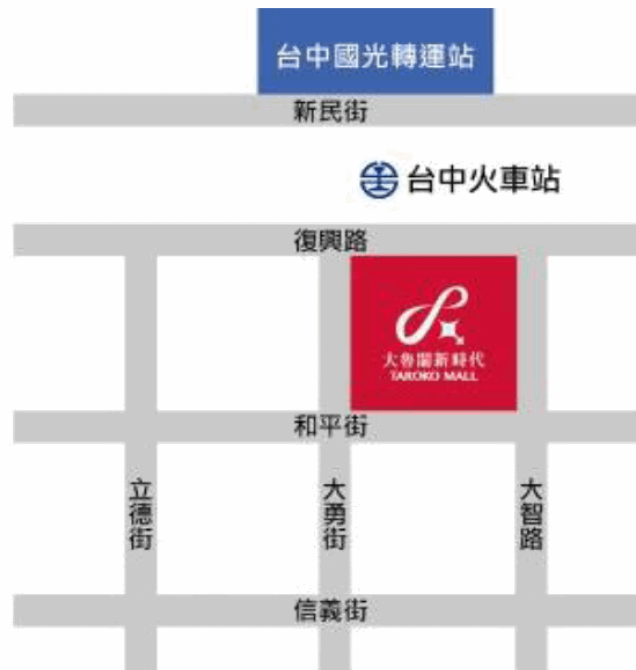 台中國光轉運站
新民街
台中火車站
復興路
大魯閣新時代
TAROKO MALL
和平街
立德街
大勇街
大智路
信義街